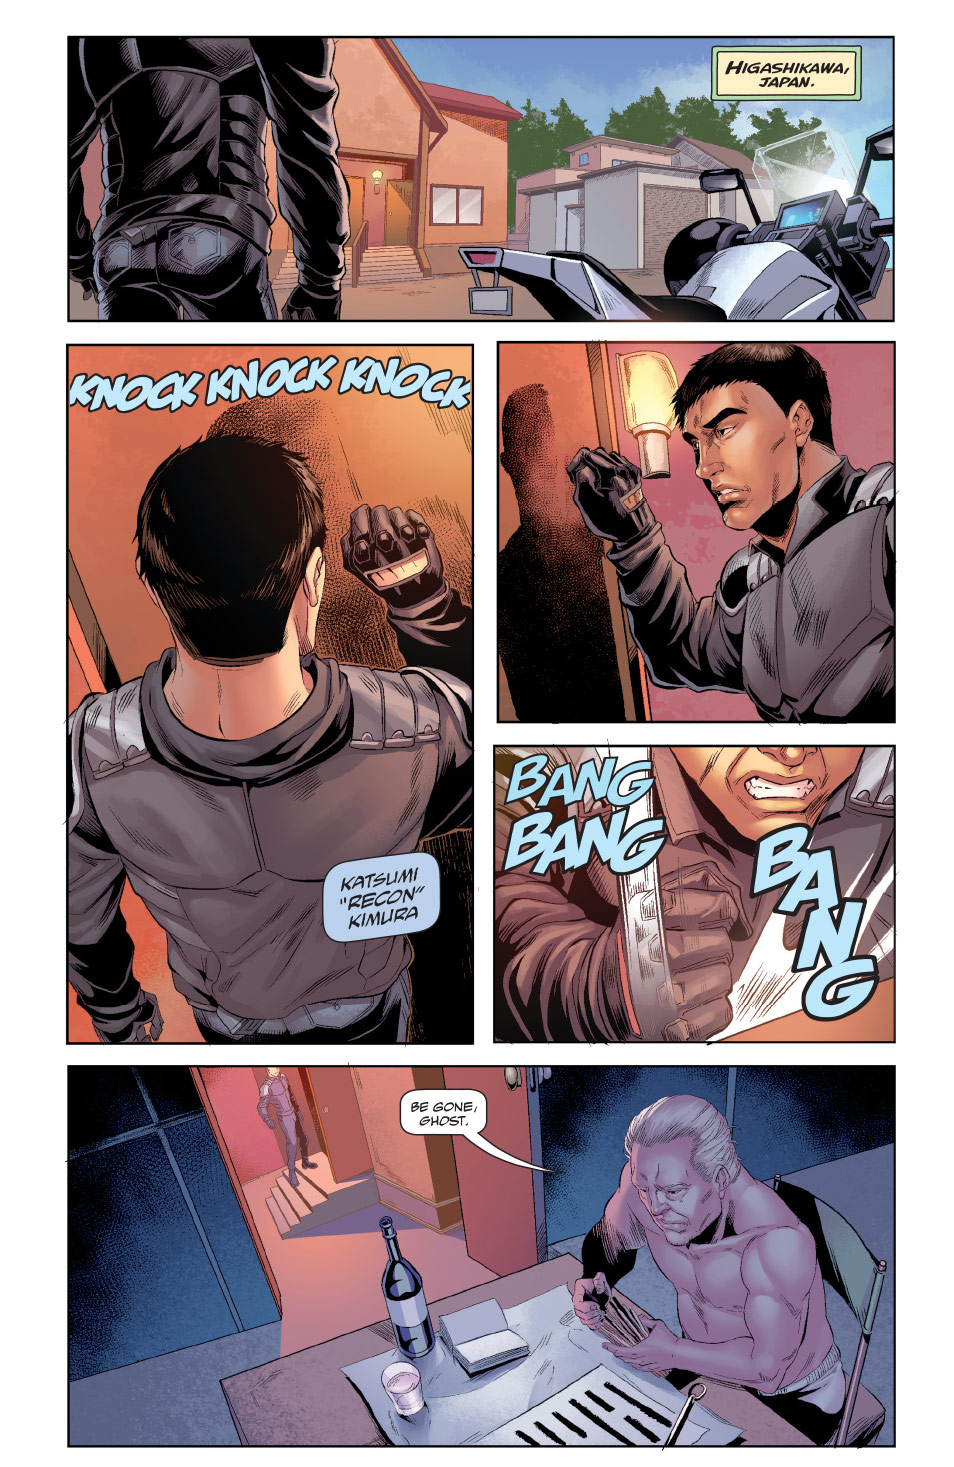 HIGASHIKAWA,
JAPAN.
KNOCK KNOCK KNOCK
KATSUMI
"RECON"
KIMURA
BANG
BANG
BANG
BE GONE,
GHOST.